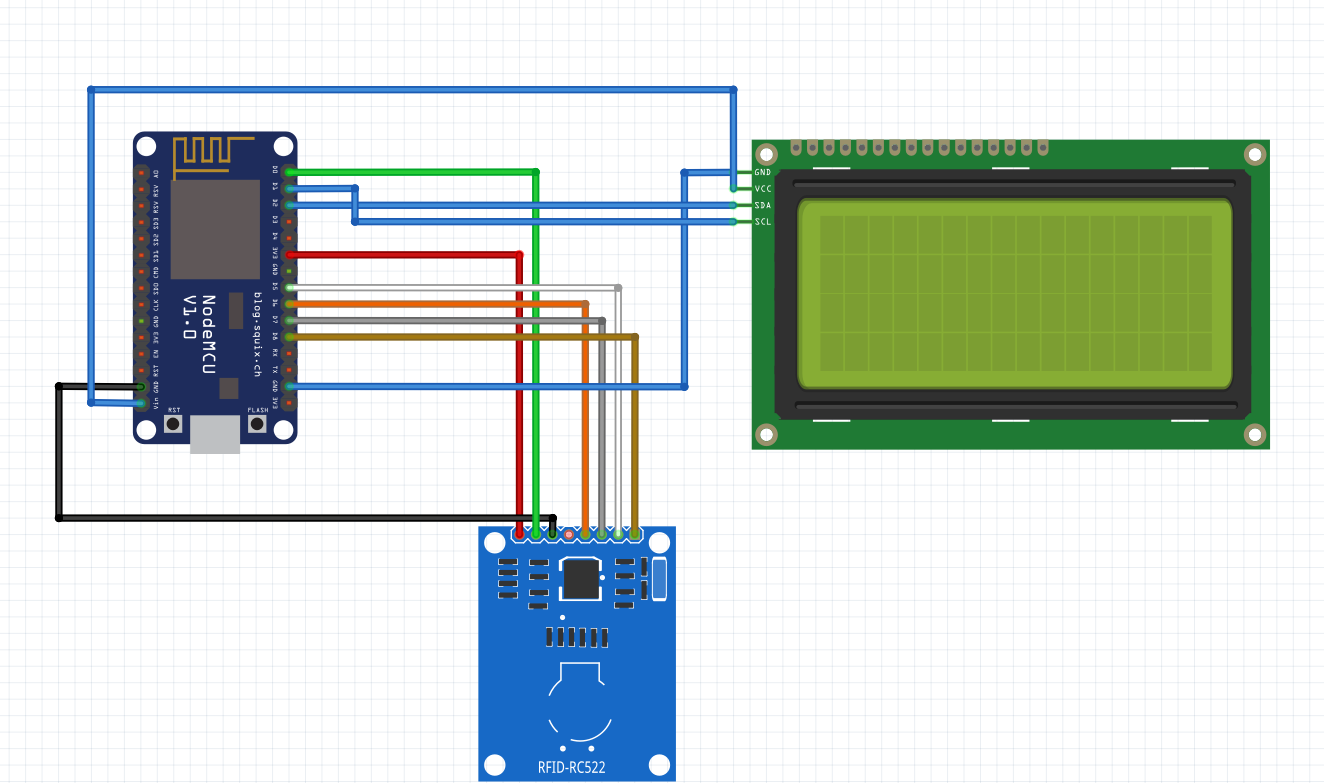 A0
RSV
RSV
SD3
SD2
SD1
CMD
SD0
CLK
GND
3V3
EN
RST
GND
Vin
D0
D1
D2
D3
D4
3V3
GND
D5
D6
D7
D8
RX
TX
GND
3V3
NodeMCU
V1.0
blog.squix.ch
RST
FLASH
GND
VCC
SDA
SCL
RFID-RC522